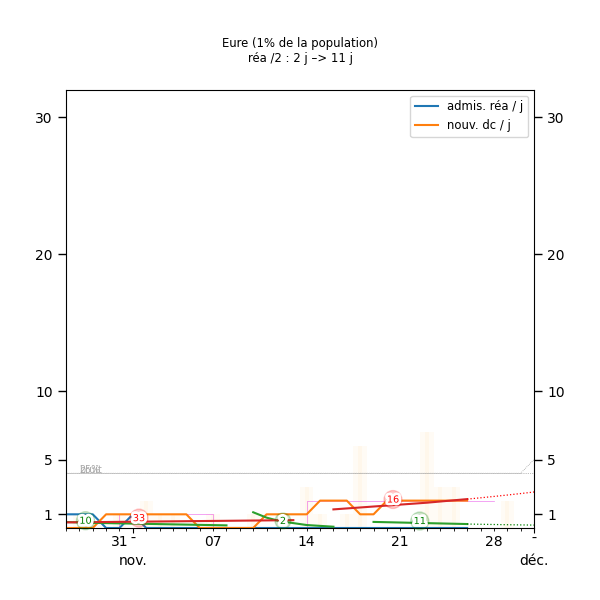 Eure (1% de la population)
réa /2 : 2 j –> 11 j
admis. réa / j
nouv. dc / j
30 30
20 20
10 10
5 5
1 1
25%
10 33 2 16 11
31 - 07 14 21 28 -
nov. déc.